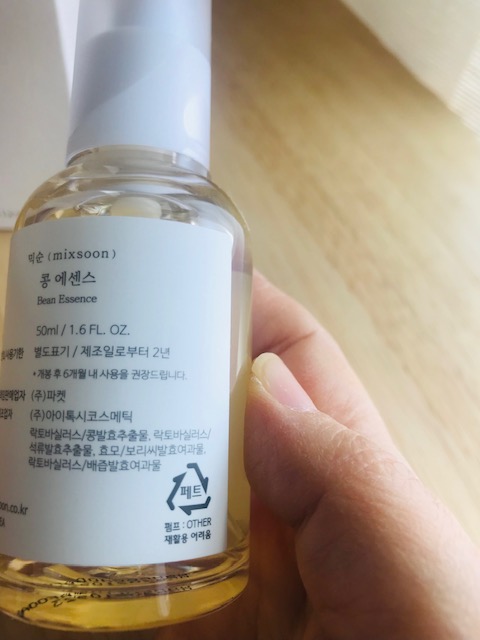 믹순 (mixsoon)
콩 에센스
Bean Essence
50ml / 1.6 FL. OZ.
별도표기 / 제조일로부터 2년
* 개봉 후 6개월 내 사용을 권장드립니다.
(주)파켓
(주)아이톡시코스메틱
락토바실러스/콩발효추출물, 락토바실러스/
석류발효추출물, 효모/보리씨발효여과물,
락토바실러스/배즙발효여과물
페트
펌프 : OTHER
재활용 어려움